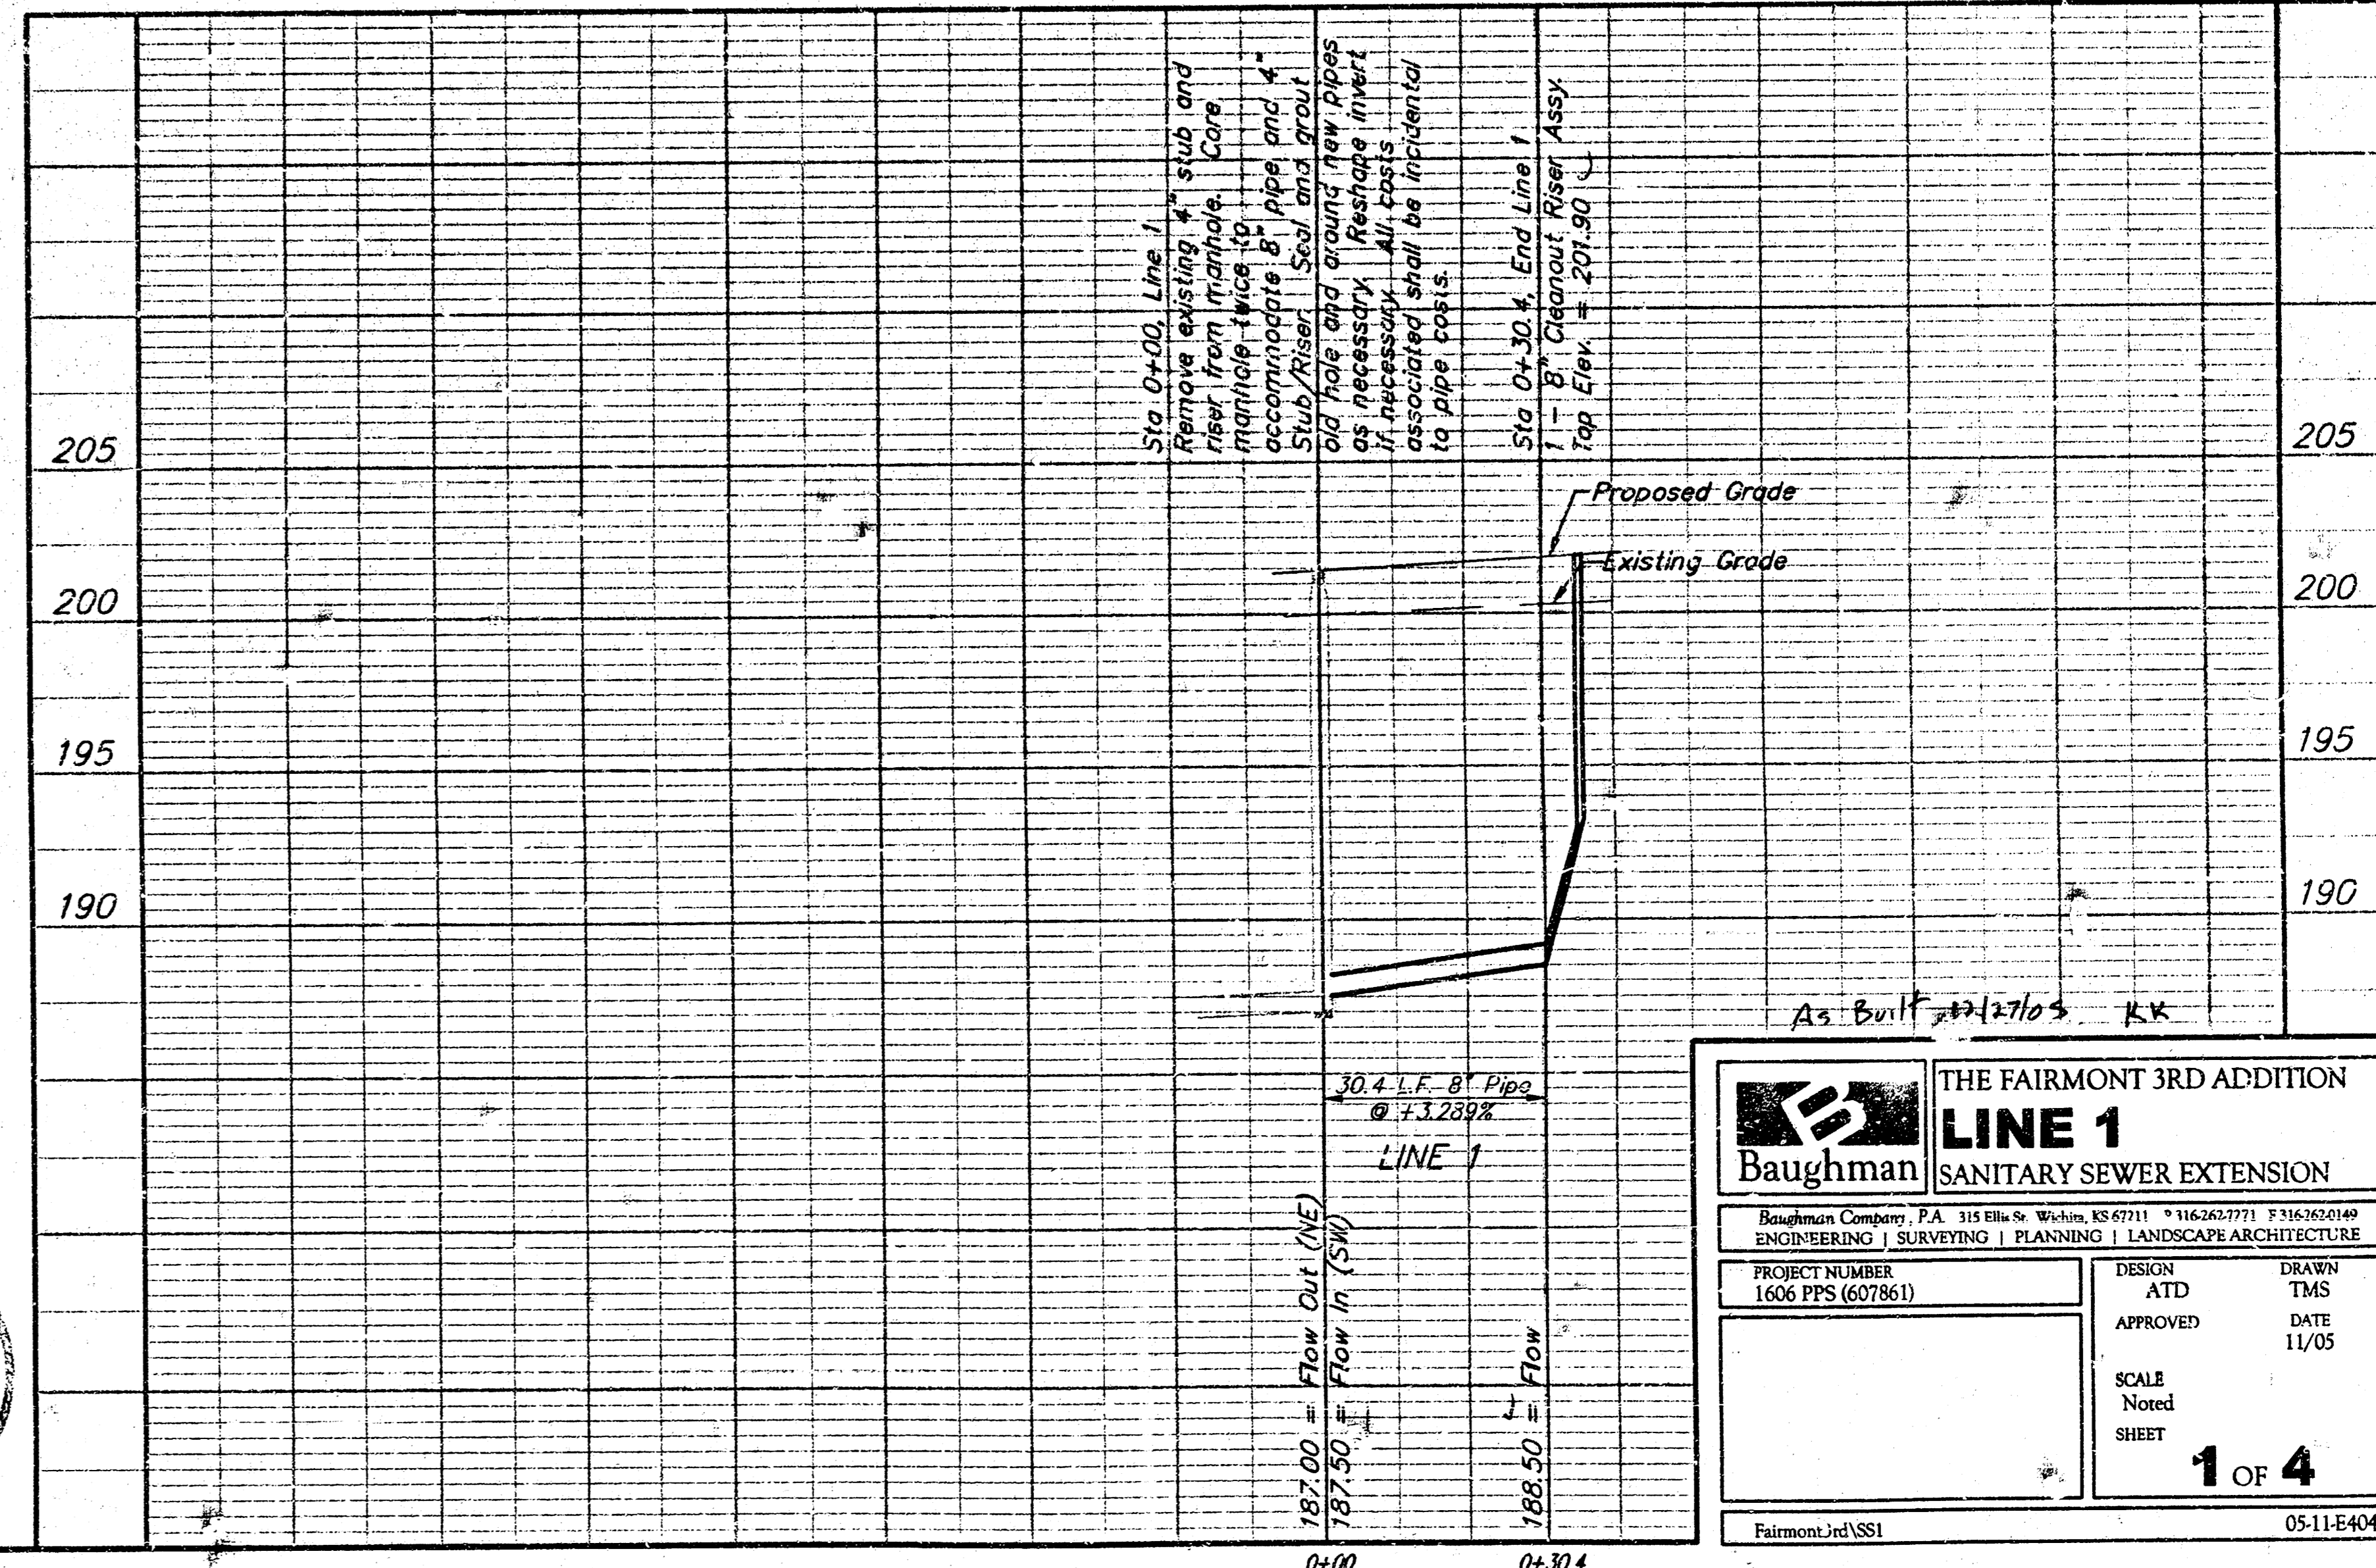 Sta 0+00, Line 1
Remove existing 4" stub and
riser from manhole. Core
manhole twice to
accommodate 8" pipe and 4"
Stub/Riser. Seal and grout
old hole and around new pipes
as necessary. Reshape invert
if necessary. All costs
associated shall be incidental
to pipe costs.
Sta 0+30.4, End Line 1
1 - 8" Cleanout Riser Assy.
Top Elev. = 201.90
205
205
Proposed Grade
Existing Grade
200
200
195
195
190
190
As Built 12/27/05 KK
30.4 L.F. 8" Pipe
@ +3.289%
LINE 1
187.00 = Flow Out (NE)
187.50 = Flow In (SW)
188.50 = Flow
0+00
0+30.4
Baughman
THE FAIRMONT 3RD ADDITION
LINE 1
SANITARY SEWER EXTENSION
Baughman Company, P.A. 315 Ellis St. Wichita, KS 67211 P 316-262-7271 F 316-262-0149
ENGINEERING | SURVEYING | PLANNING | LANDSCAPE ARCHITECTURE
PROJECT NUMBER
1606 PPS (607861)
DESIGN
ATD
DRAWN
TMS
APPROVED
DATE
11/05
SCALE
Noted
SHEET
1 OF 4
Fairmont3rd\SS1
05-11-E404